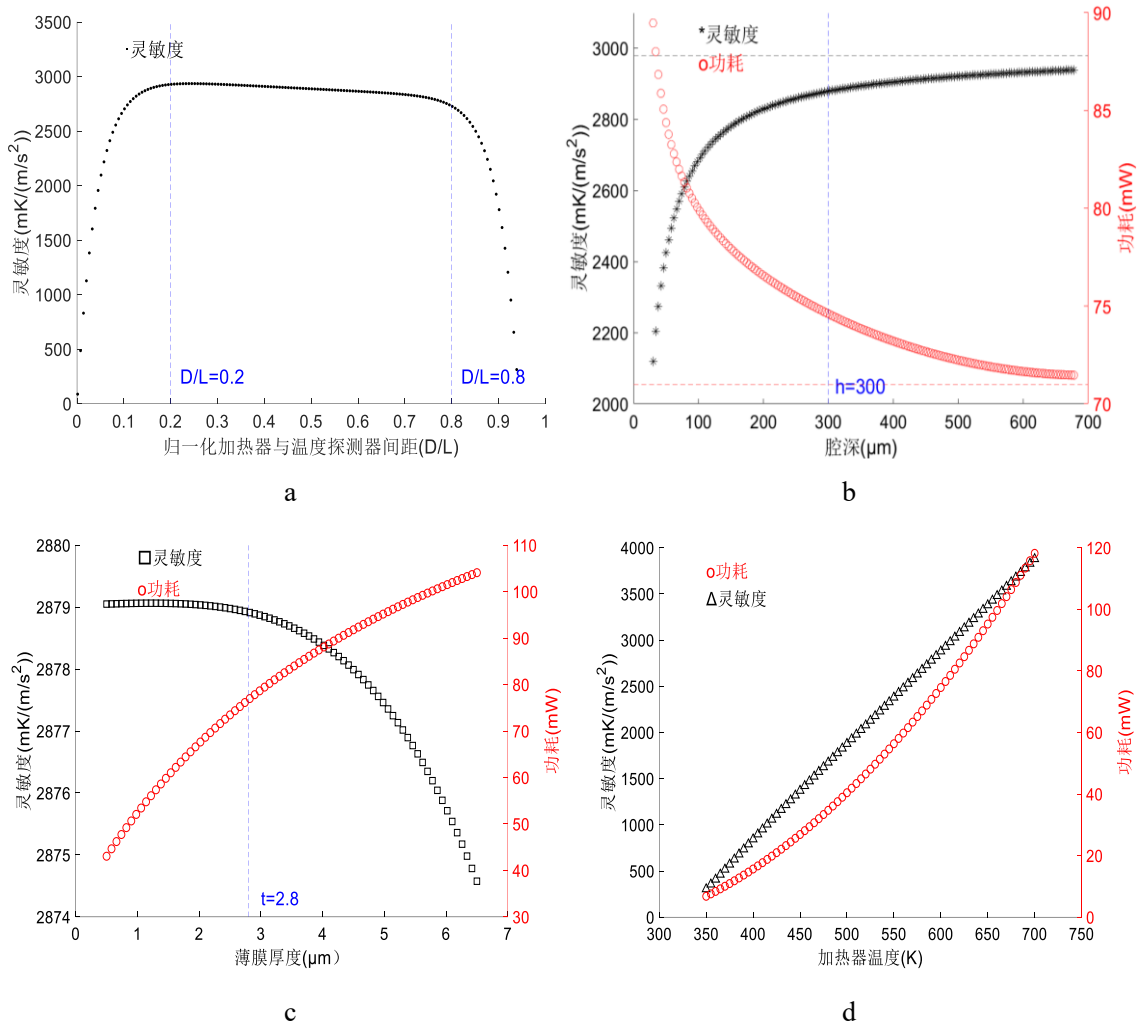 3500
3000
2500
2000
1500
1000
500
0
灵敏度(mK/(m/s²))
·灵敏度
D/L=0.2
D/L=0.8
0 0.1 0.2 0.3 0.4 0.5 0.6 0.7 0.8 0.9 1
归一化加热器与温度探测器间距(D/L)
a
3000
2800
2600
2400
2200
2000
灵敏度(mK/(m/s²))
*灵敏度
o功耗
h=300
90
85
80
75
70
功耗(mW)
0 100 200 300 400 500 600 700
腔深(μm)
b
2880
2879
2878
2877
2876
2875
2874
灵敏度(mK/(m/s²))
□灵敏度
o功耗
t=2.8
110
100
90
80
70
60
50
40
30
功耗(mW)
0 1 2 3 4 5 6 7
薄膜厚度(μm）
c
4000
3500
3000
2500
2000
1500
1000
500
0
灵敏度(mK/(m/s²))
o功耗
Δ灵敏度
120
100
80
60
40
20
0
功耗(mW)
300 350 400 450 500 550 600 650 700 750
加热器温度(K)
d